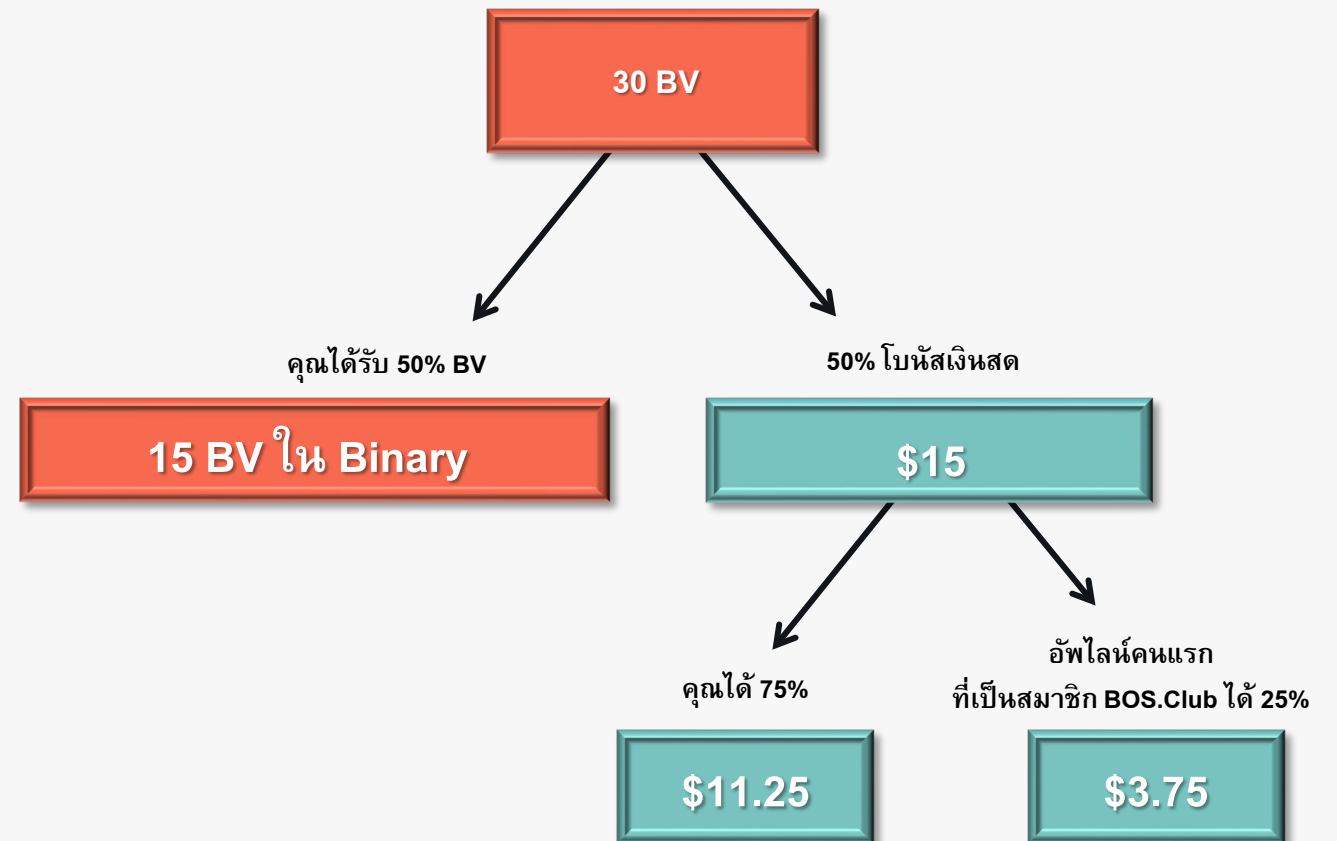 30 BV
คุณได้รับ 50% BV
50% โบนัสเงินสด
15 BV ใน Binary
$15
คุณได้ 75%
อัพไลน์คนแรก
ที่เป็นสมาชิก BOS.Club ได้ 25%
$11.25
$3.75